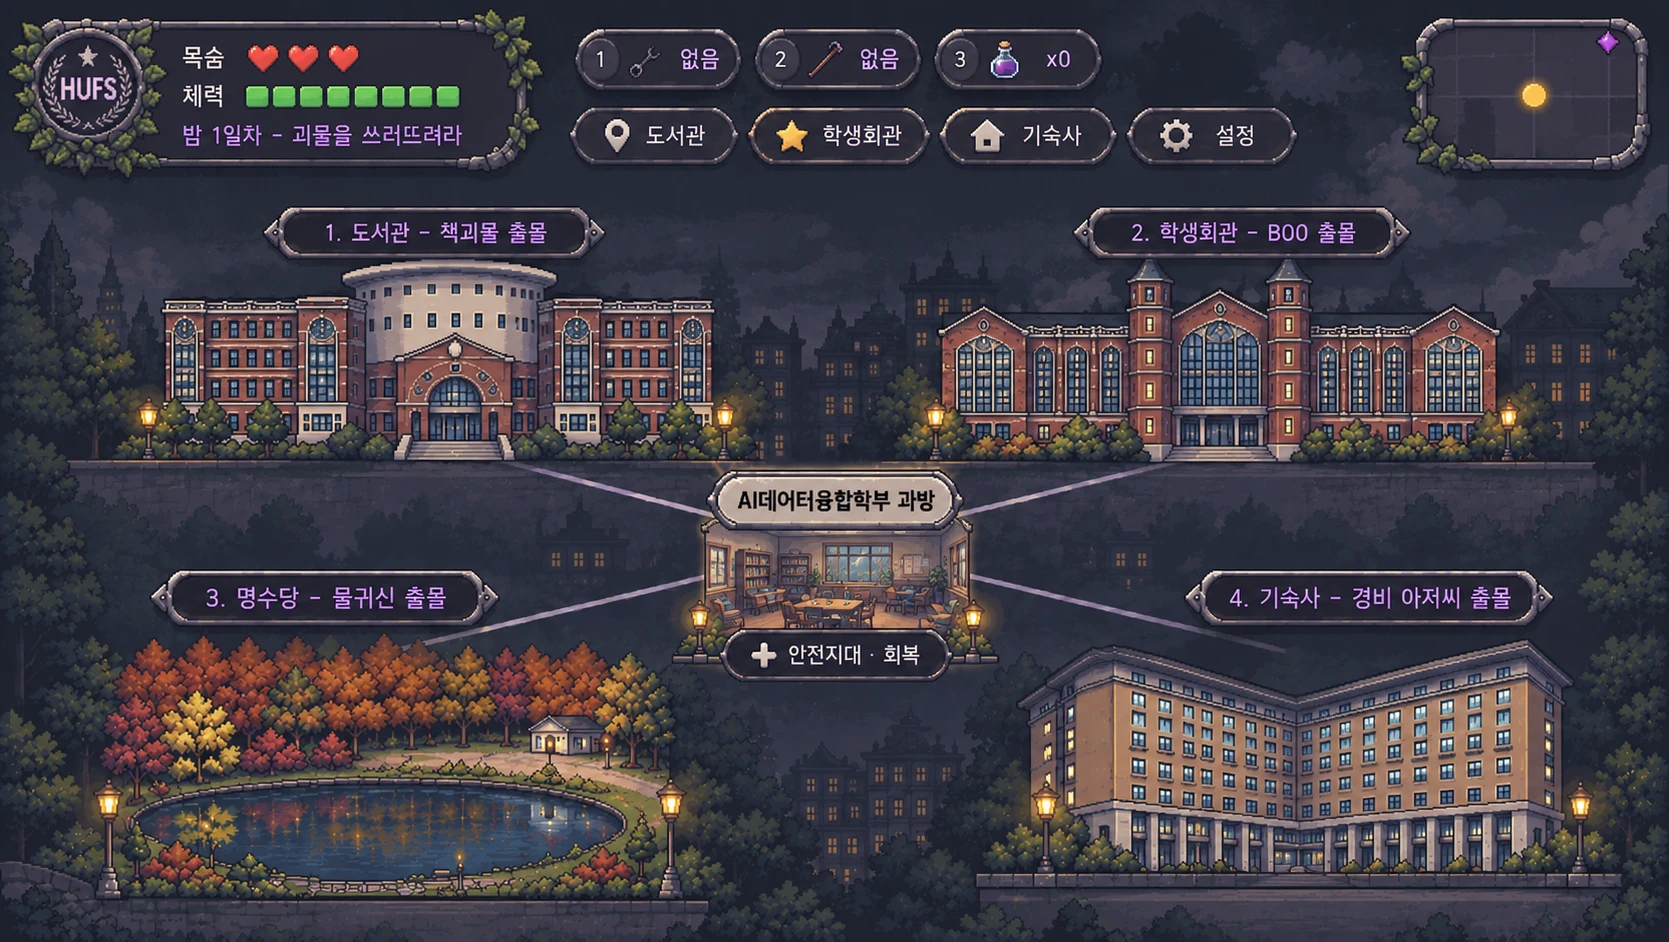 HUFS
목숨
체력
밤 1일차 - 괴물을 쓰러뜨려라
1 없음
2 없음
3 x0
도서관
학생회관
기숙사
설정
1. 도서관 - 책괴물 출몰
2. 학생회관 - BOO 출몰
AI데어터융합학부 과방
안전지대 · 회복
3. 명수당 - 물귀신 출몰
4. 기숙사 - 경비 아저씨 출몰